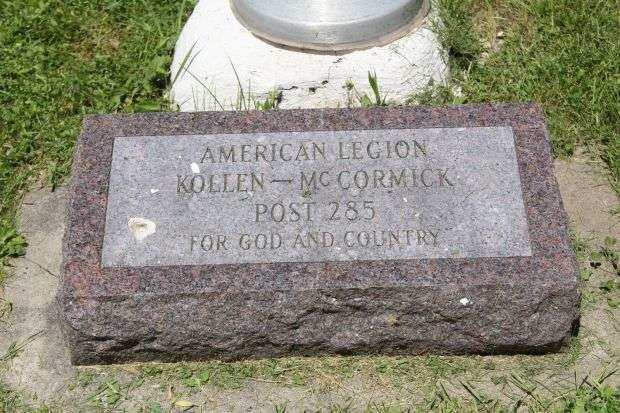 AMERICAN LEGION
KOLLEN—McCORMICK
POST 285
FOR GOD AND COUNTRY